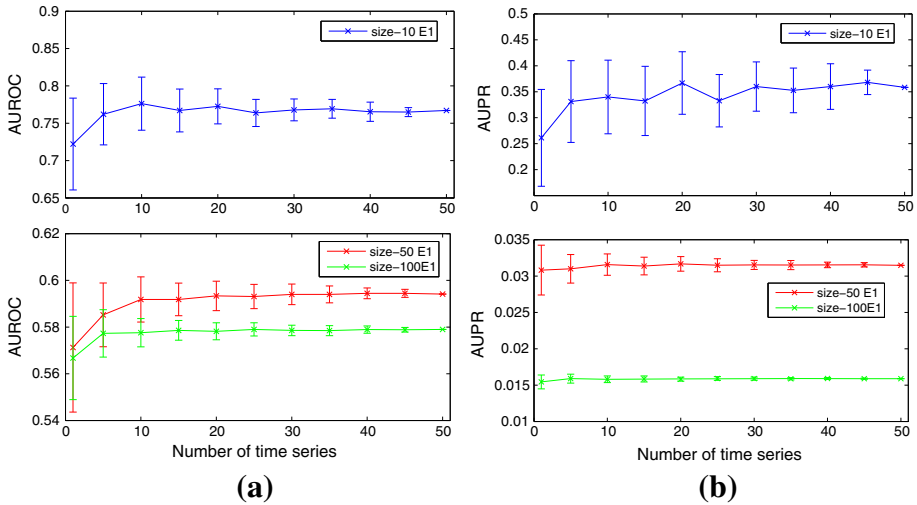 0.9
0.85
0.8
0.75
0.7
0.65
AUROC
size-10 E1
0 10 20 30 40 50
0.62
0.6
0.58
0.56
0.54
AUROC
size-50 E1
size-100E1
0 10 20 30 40 50
Number of time series
(a)
0.5
0.45
0.4
0.35
0.3
0.25
0.2
AUPR
size-10 E1
0 10 20 30 40 50
0.035
0.03
0.025
0.02
0.015
0.01
AUPR
size-50 E1
size-100E1
0 10 20 30 40 50
Number of time series
(b)